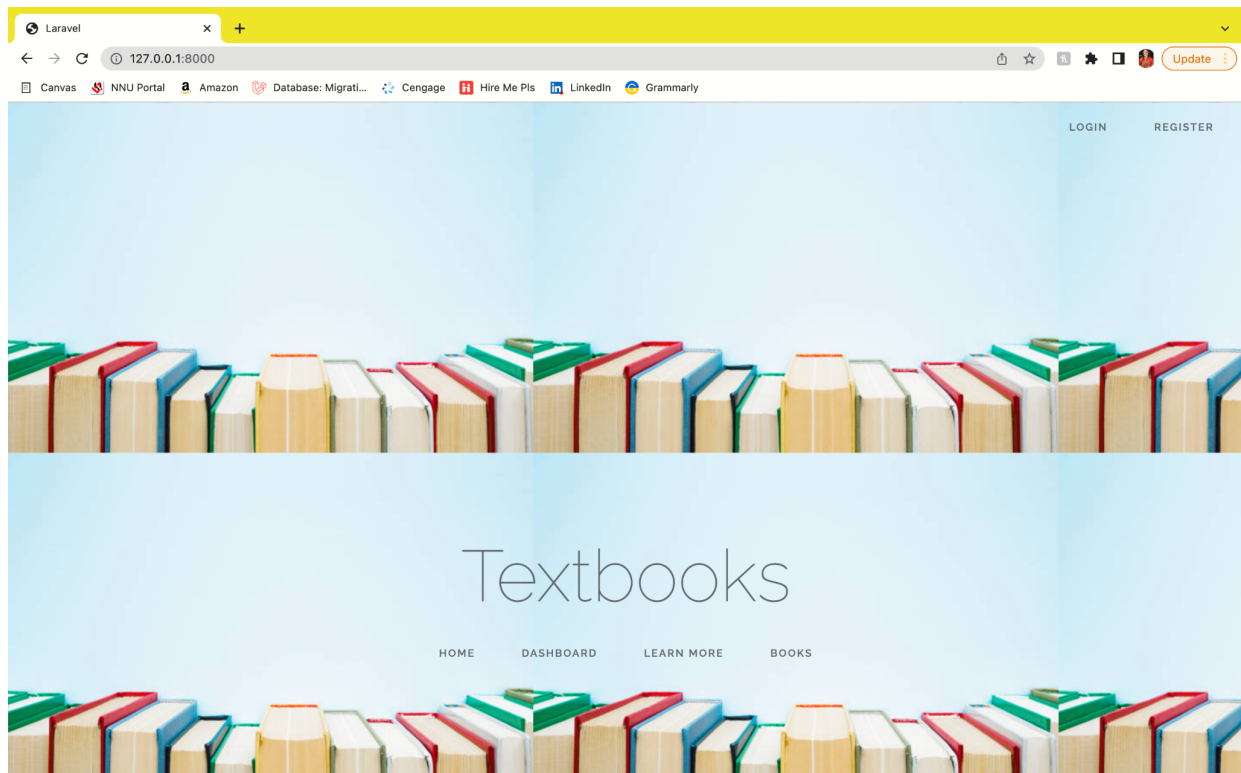 Laravel
127.0.0.1:8000
Update
Canvas NNU Portal Amazon Database: Migrati... Cengage Hire Me Pls LinkedIn Grammarly
LOGIN REGISTER
Textbooks
HOME DASHBOARD LEARN MORE BOOKS